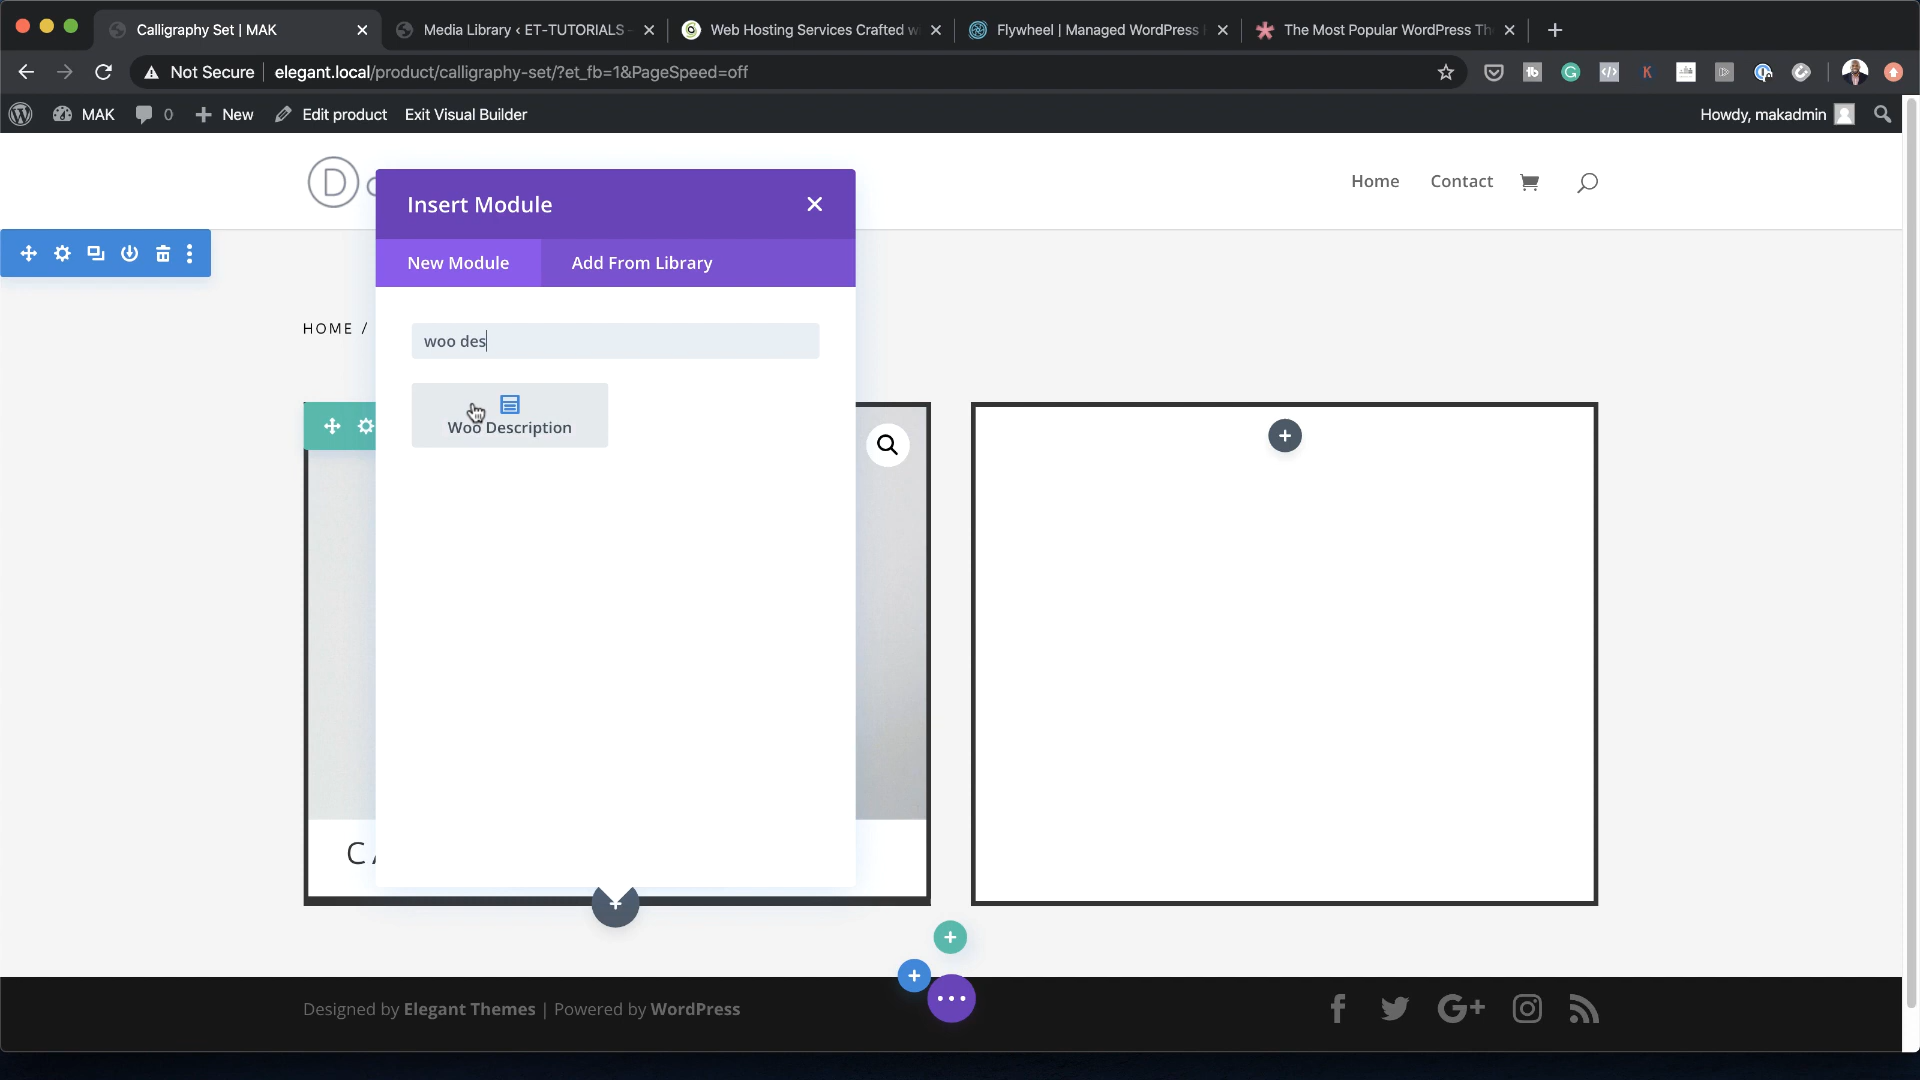 Calligraphy Set | MAK
Media Library ‹ ET-TUTORIALS -
Web Hosting Services Crafted w
Flywheel | Managed WordPress
The Most Popular WordPress Th
Not Secure
elegant.local/product/calligraphy-set/?et_fb=1&PageSpeed=off
MAK
0
New
Edit product
Exit Visual Builder
Howdy, makadmin
D
Home
Contact
Insert Module
New Module
Add From Library
HOME /
woo des
Woo Description
CA
Designed by Elegant Themes | Powered by WordPress